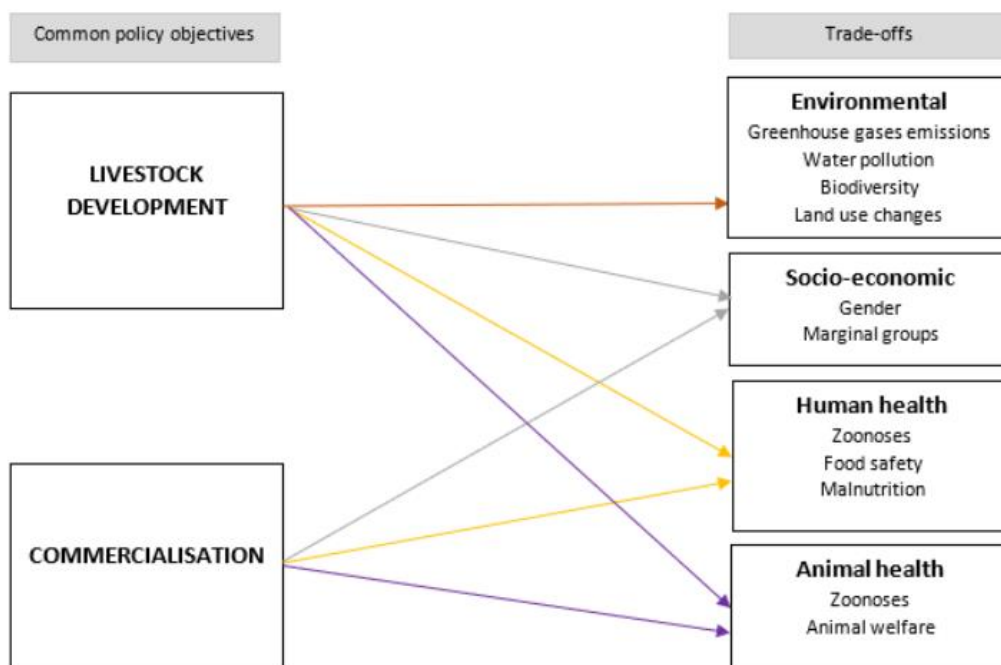 Common policy objectives
Trade-offs
LIVESTOCK
DEVELOPMENT
COMMERCIALISATION
Environmental
Greenhouse gases emissions
Water pollution
Biodiversity
Land use changes
Socio-economic
Gender
Marginal groups
Human health
Zoonoses
Food safety
Malnutrition
Animal health
Zoonoses
Animal welfare